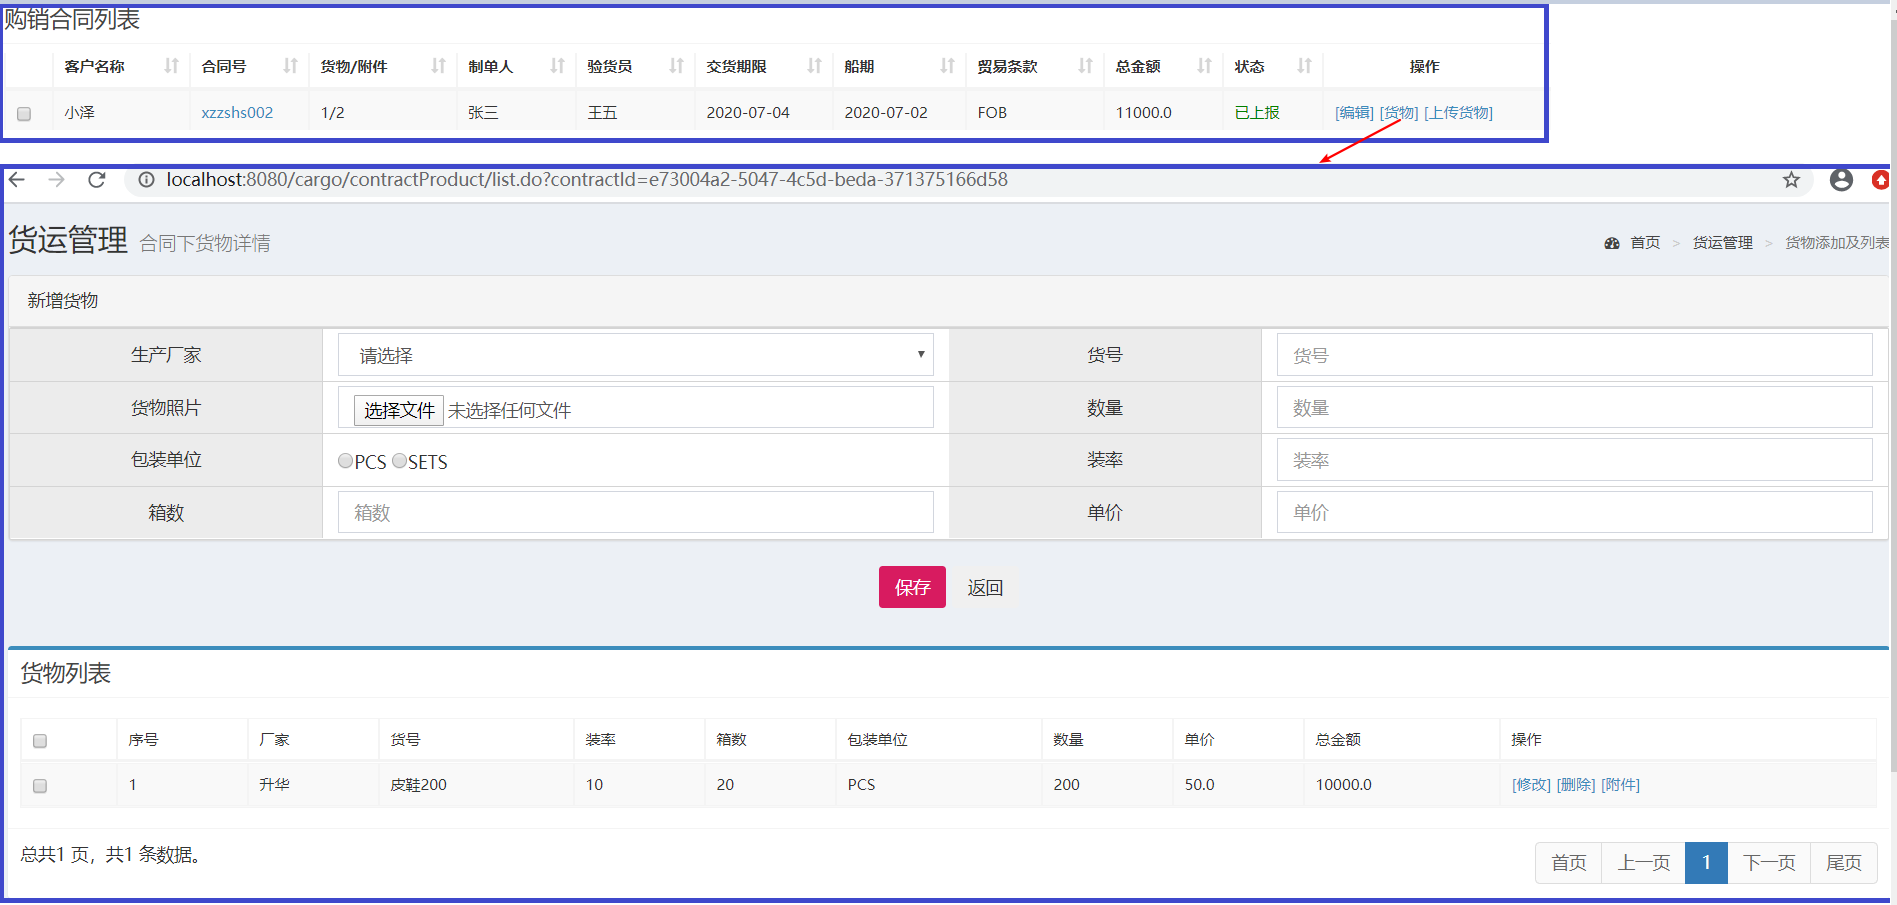 购销合同列表
客户名称 合同号 货物/附件 制单人 验货员 交货期限 船期 贸易条款 总金额 状态 操作
小泽 xzzshs002 1/2 张三 王五 2020-07-04 2020-07-02 FOB 11000.0 已上报 [编辑] [货物] [上传货物]
localhost:8080/cargo/contractProduct/list.do?contractId=e73004a2-5047-4c5d-beda-371375166d58
货运管理 合同下货物详情 首页 > 货运管理 > 货物添加及列表
新增货物
生产厂家 请选择 货号 货号
货物照片 选择文件 未选择任何文件 数量 数量
包装单位 PCS SETS 装率 装率
箱数 箱数 单价 单价
保存 返回
货物列表
序号 厂家 货号 装率 箱数 包装单位 数量 单价 总金额 操作
1 升华 皮鞋200 10 20 PCS 200 50.0 10000.0 [修改] [删除] [附件]
总共1 页，共1 条数据。 首页 上一页 1 下一页 尾页